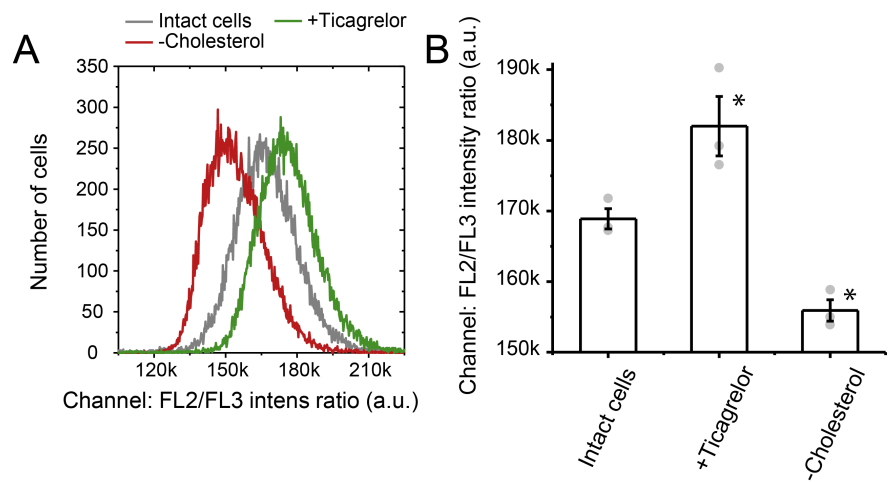 A
Intact cells
+Ticagrelor
-Cholesterol
350
300
250
200
150
100
50
0
Number of cells
120k 150k 180k 210k
Channel: FL2/FL3 intens ratio (a.u.)
B
190k
180k
170k
160k
150k
Channel: FL2/FL3 intensity ratio (a.u.)
*
*
Intact cells
+Ticagrelor
-Cholesterol